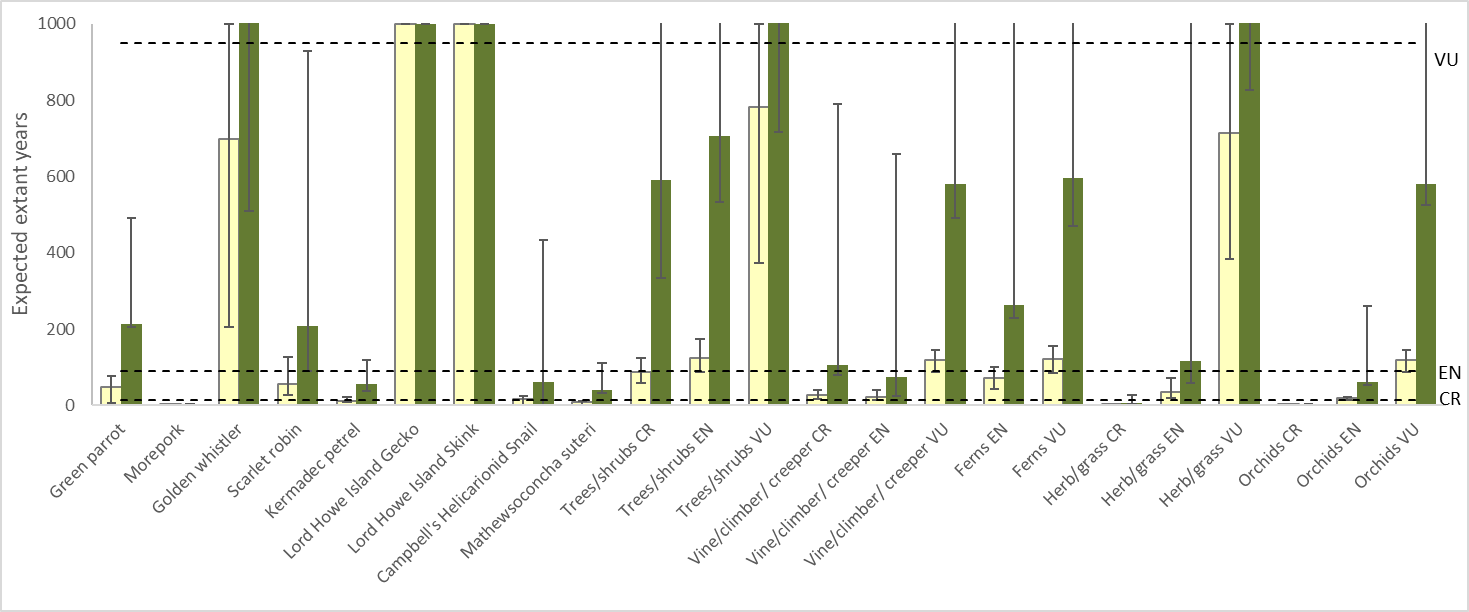 Expected extant years
1000
800
600
400
200
0
VU
EN
CR
Green parrot
Morepork
Golden whistler
Scarlet robin
Kermadec petrel
Lord Howe Island Gecko
Lord Howe Island Skink
Campbell's Helicarionid Snail
Mathewsoconcha suteri
Trees/shrubs CR
Trees/shrubs EN
Trees/shrubs VU
Vine/climber/ creeper CR
Vine/climber/ creeper EN
Vine/climber/ creeper VU
Ferns EN
Ferns VU
Herb/grass CR
Herb/grass EN
Herb/grass VU
Orchids CR
Orchids EN
Orchids VU